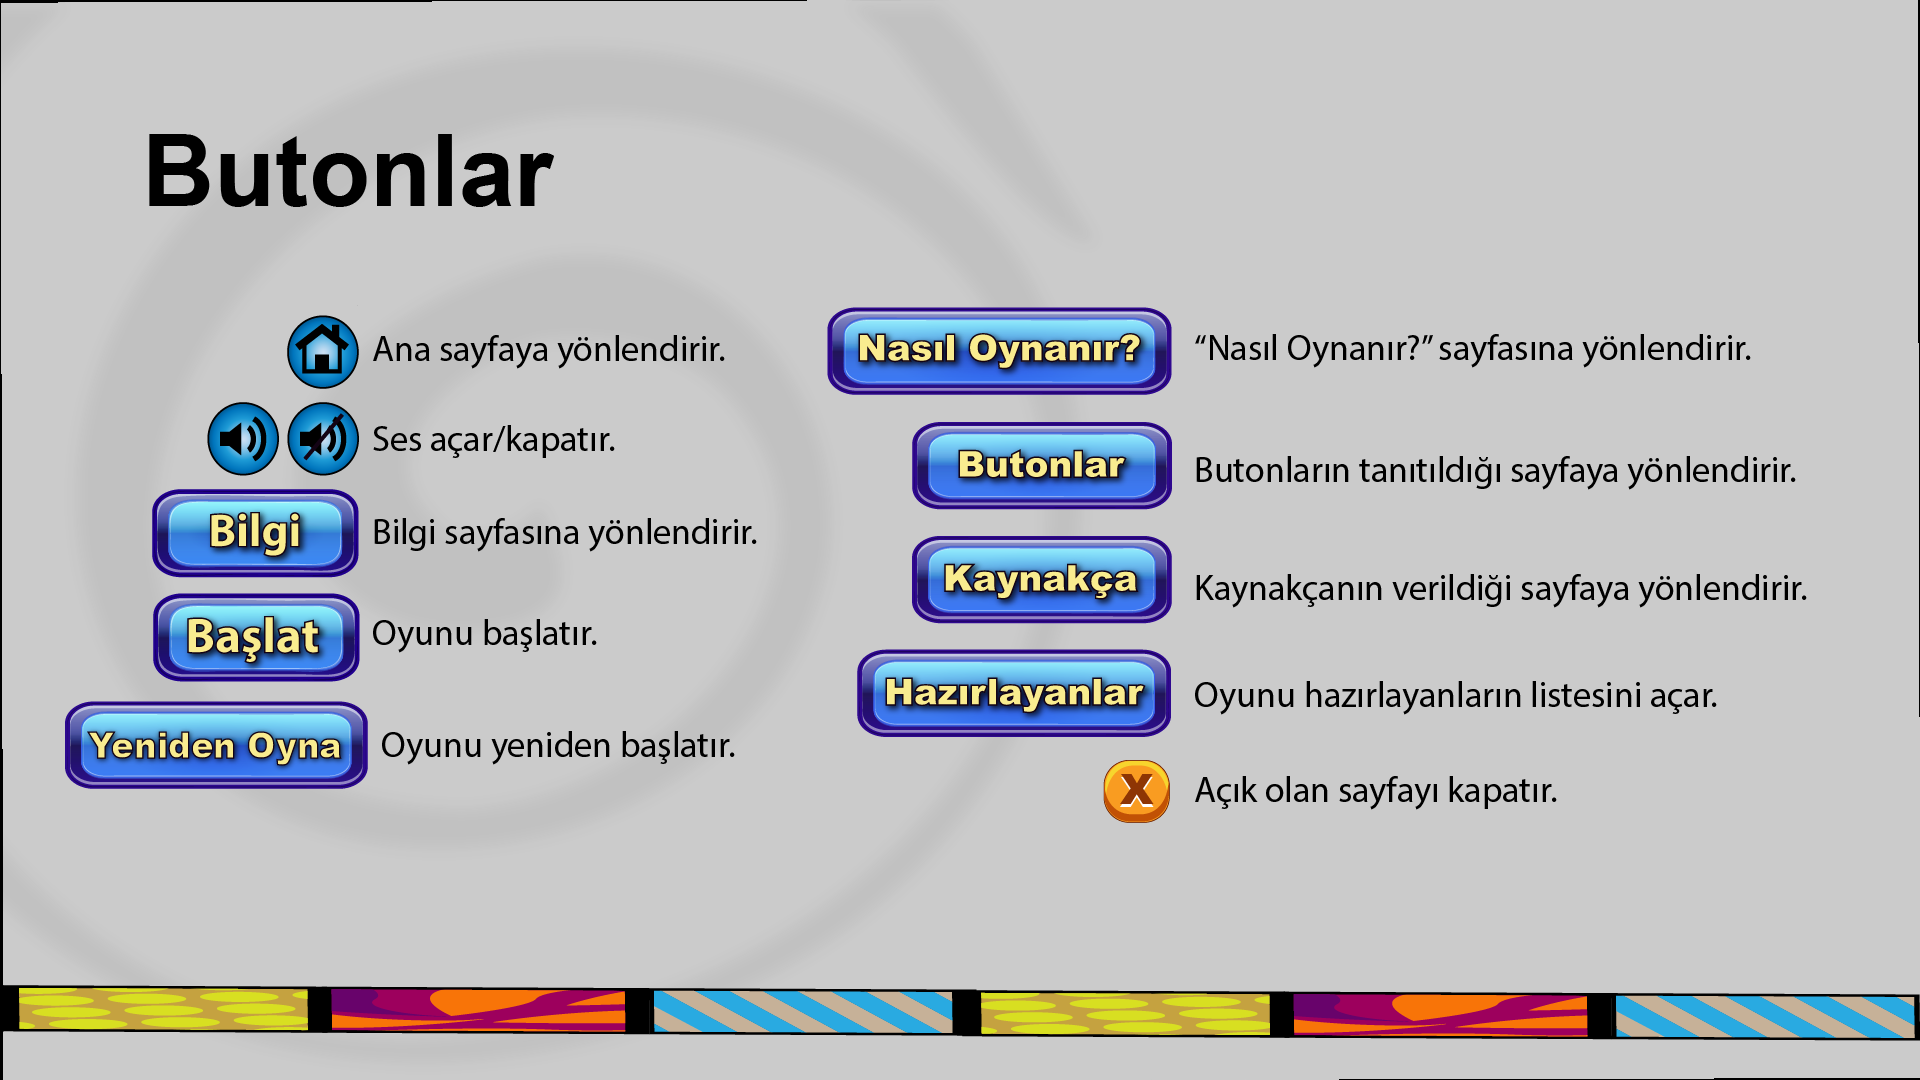 Butonlar
Ana sayfaya yönlendirir.
Ses açar/kapatır.
Bilgi Bilgi sayfasına yönlendirir.
Başlat Oyunu başlatır.
Yeniden Oyna Oyunu yeniden başlatır.
Nasıl Oynanır? “Nasıl Oynanır?” sayfasına yönlendirir.
Butonlar Butonların tanıtıldığı sayfaya yönlendirir.
Kaynakça Kaynakçanın verildiği sayfaya yönlendirir.
Hazırlayanlar Oyunu hazırlayanların listesini açar.
X Açık olan sayfayı kapatır.